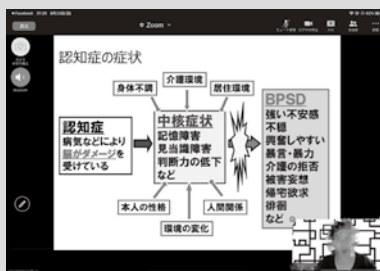 Zoom
認知症の症状
介護環境
身体不調
居住環境
認知症
病気などにより
脳がダメージを
受けている
中核症状
記憶障害
見当識障害
判断力の低下
など
BPSD
強い不安感
不穏
興奮しやすい
暴言・暴力
介護の拒否
被害妄想
帰宅欲求
徘徊
など
本人の性格
人間関係
環境の変化